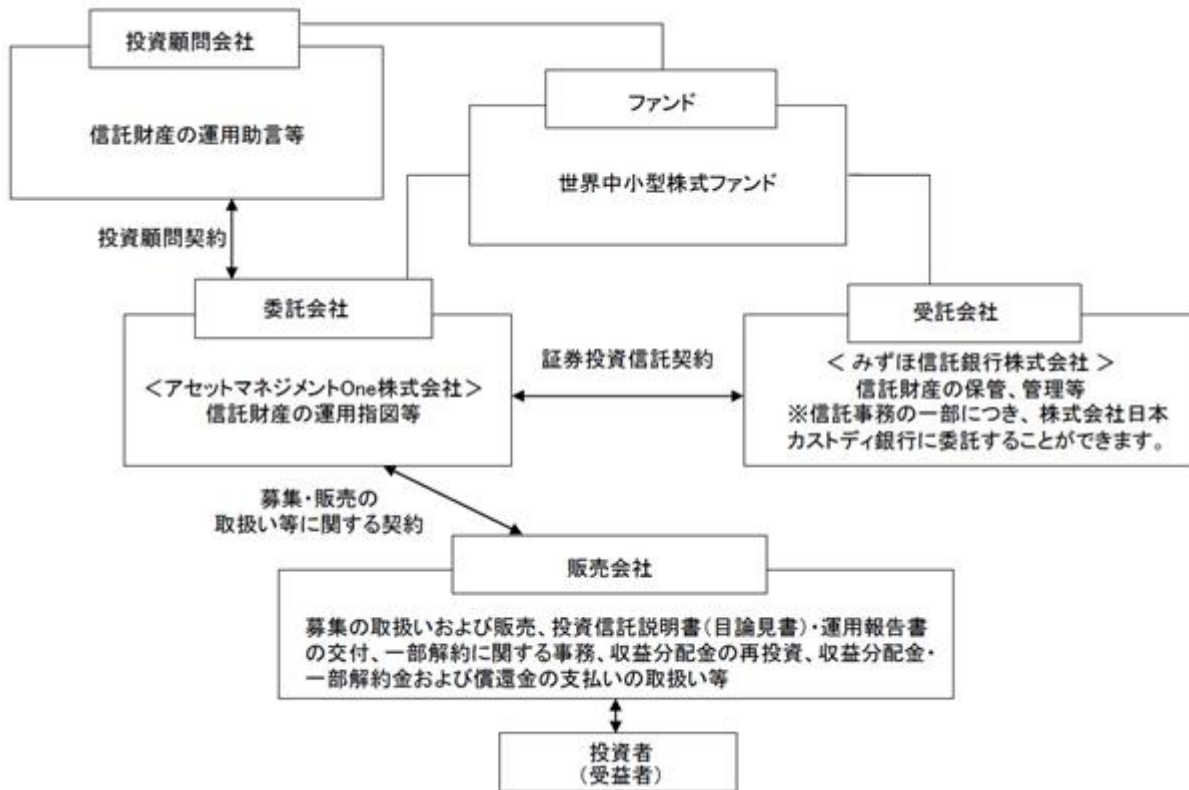 投資顧問会社
信託財産の運用助言等
ファンド
世界中小型株式ファンド
投資顧問契約
委託会社
＜アセットマネジメントOne株式会社＞
信託財産の運用指図等
証券投資信託契約
受託会社
＜ みずほ信託銀行株式会社 ＞
信託財産の保管、管理等
※信託事務の一部につき、株式会社日本
カストディ銀行に委託することができます。
募集・販売の
取扱い等に関する契約
販売会社
募集の取扱いおよび販売、投資信託説明書（目論見書）・運用報告書
の交付、一部解約に関する事務、収益分配金の再投資、収益分配金・
一部解約金および償還金の支払いの取扱い等
投資者
（受益者）